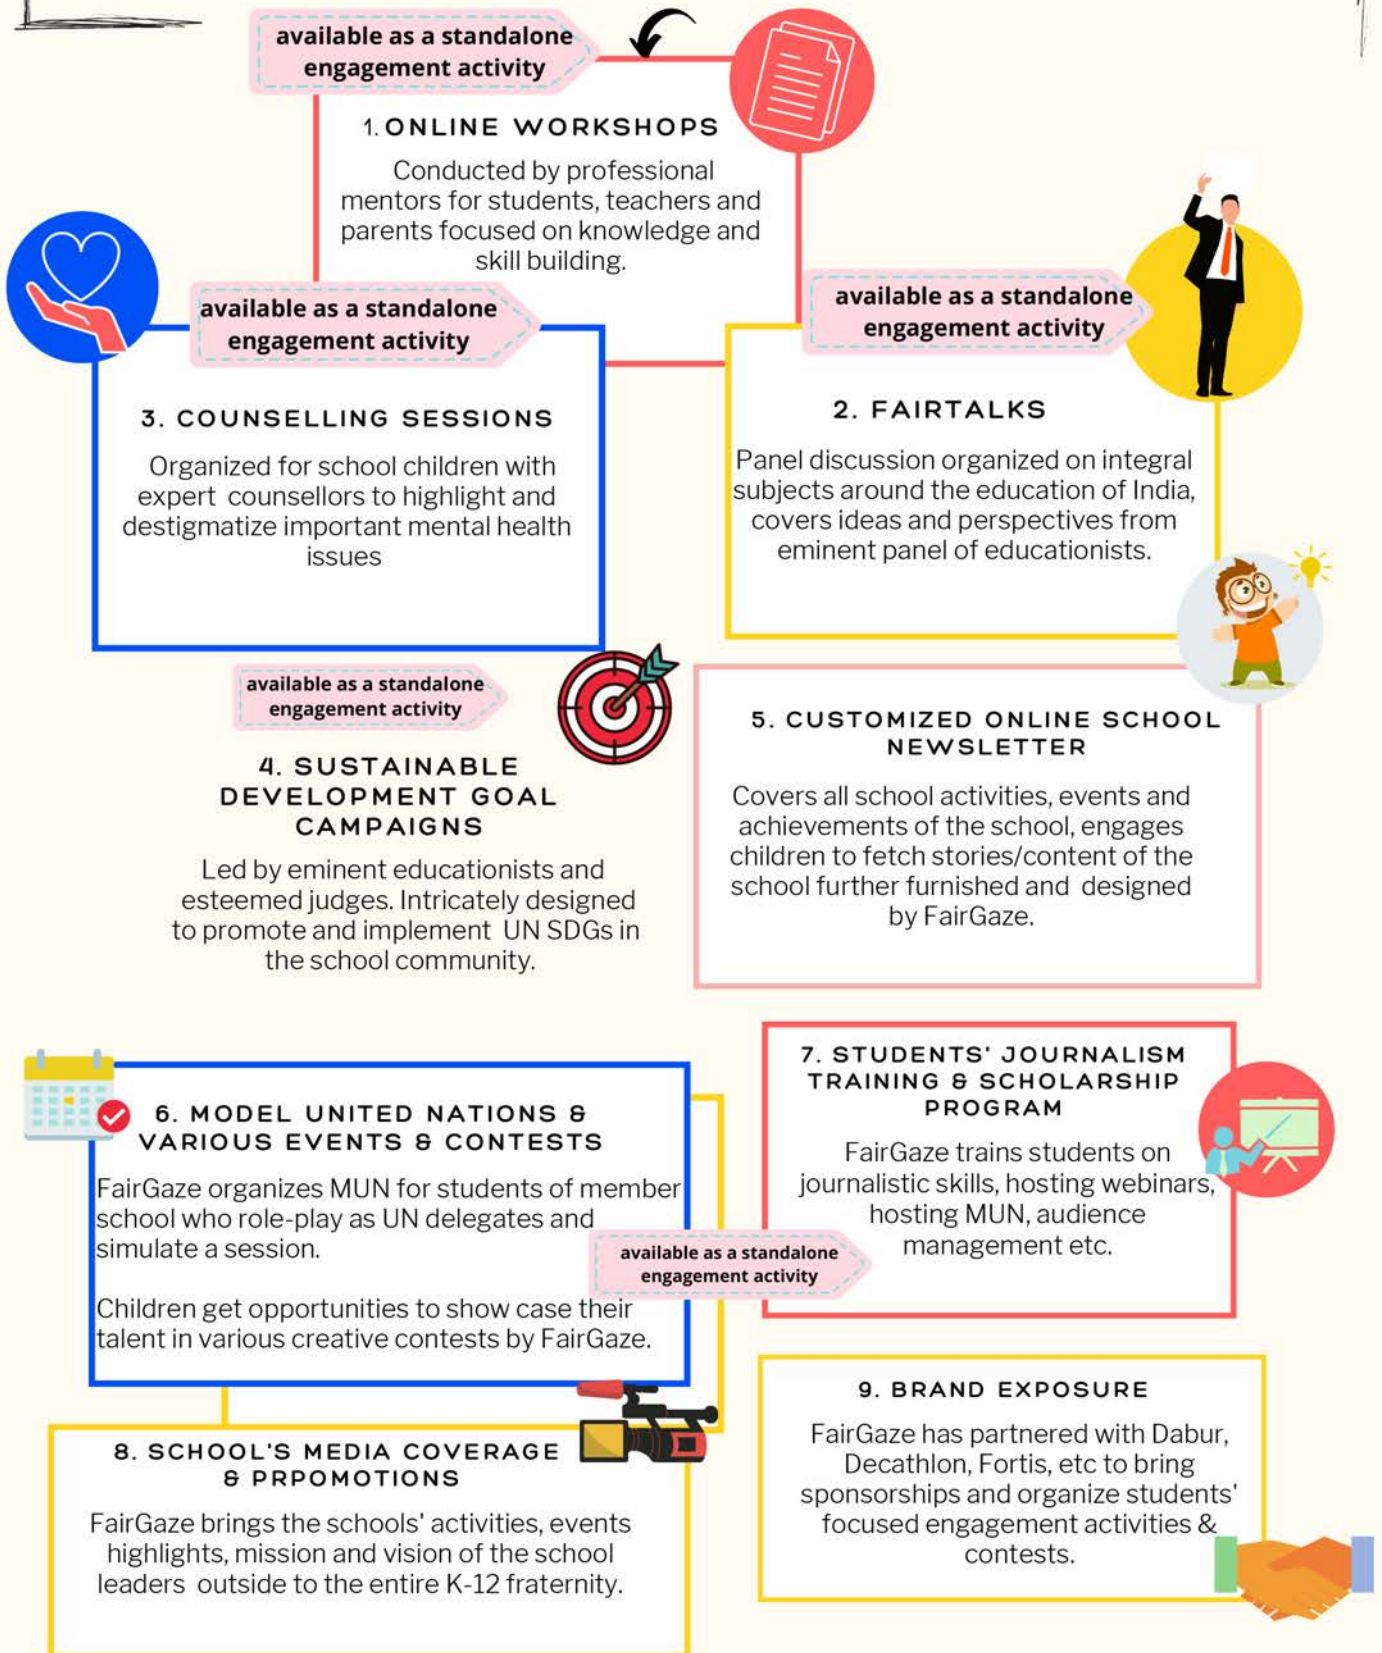 available as a standalone
engagement activity
1. ONLINE WORKSHOPS
Conducted by professional
mentors for students, teachers and
parents focused on knowledge and
skill building.
available as a standalone
engagement activity
2. FAIRTALKS
Panel discussion organized on integral
subjects around the education of India,
covers ideas and perspectives from
eminent panel of educationists.
available as a standalone
engagement activity
3. COUNSELLING SESSIONS
Organized for school children with
expert counsellors to highlight and
destigmatize important mental health
issues
available as a standalone
engagement activity
4. SUSTAINABLE
DEVELOPMENT GOAL
CAMPAIGNS
Led by eminent educationists and
esteemed judges. Intricately designed
to promote and implement UN SDGs in
the school community.
5. CUSTOMIZED ONLINE SCHOOL
NEWSLETTER
Covers all school activities, events and
achievements of the school, engages
children to fetch stories/content of the
school further furnished and designed
by FairGaze.
6. MODEL UNITED NATIONS &
VARIOUS EVENTS & CONTESTS
FairGaze organizes MUN for students of member
school who role-play as UN delegates and
simulate a session.
Children get opportunities to show case their
talent in various creative contests by FairGaze.
available as a standalone
engagement activity
7. STUDENTS' JOURNALISM
TRAINING & SCHOLARSHIP
PROGRAM
FairGaze trains students on
journalistic skills, hosting webinars,
hosting MUN, audience
management etc.
8. SCHOOL'S MEDIA COVERAGE
& PRPOMOTIONS
FairGaze brings the schools' activities, events
highlights, mission and vision of the school
leaders outside to the entire K-12 fraternity.
9. BRAND EXPOSURE
FairGaze has partnered with Dabur,
Decathlon, Fortis, etc to bring
sponsorships and organize students'
focused engagement activities &
contests.